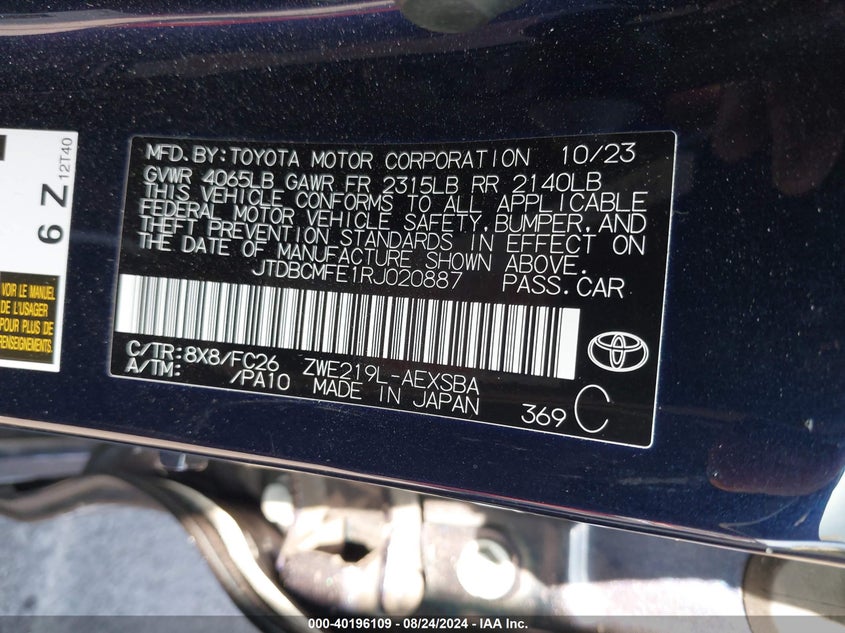 MFD.BY:TOYOTA MOTOR CORPORATION 10/23
GVWR 4065LB GAWR FR 2315LB RR 2140LB
THIS VEHICLE CONFORMS TO ALL APPLICABLE
FEDERAL MOTOR VEHICLE SAFETY,BUMPER,AND
THEFT PREVENTION STANDARDS IN EFFECT ON
THE DATE OF MANUFACTURE SHOWN ABOVE.
JTDBCMFE1RJ020887 PASS.CAR
C/TR:8X8/FC26 ZWE219L-AEXSBA
A/TM: /PA10 MADE IN JAPAN
369 C
6 Z
12T40
VOIR LE MANUEL
DE L'USAGER
POUR PLUS DE
RENSEIGNEMENTS.
000-40196109 - 08/24/2024 - IAA Inc.